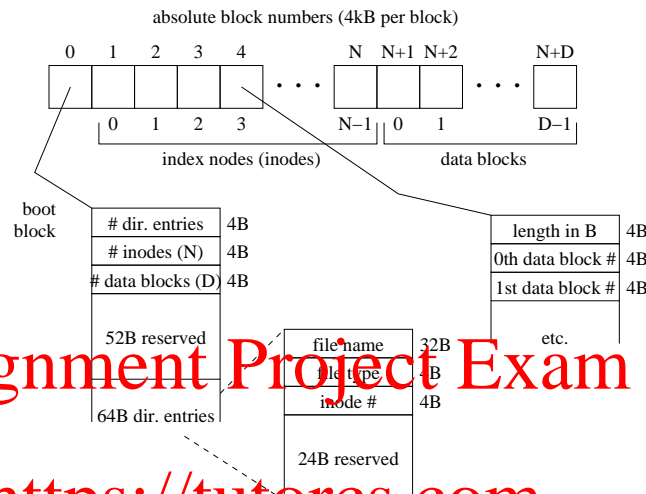 absolute block numbers (4kB per block)
0 1 2 3 4 N N+1 N+2 N+D
0 1 2 3 N−1 0 1 D−1
index nodes (inodes) data blocks
boot
block
# dir. entries 4B
# inodes (N) 4B
# data blocks (D) 4B
52B reserved
64B dir. entries
length in B 4B
0th data block # 4B
1st data block # 4B
etc.
file name 32B
file type 4B
inode # 4B
24B reserved
gnment Project Exam
https://tutorcs.com